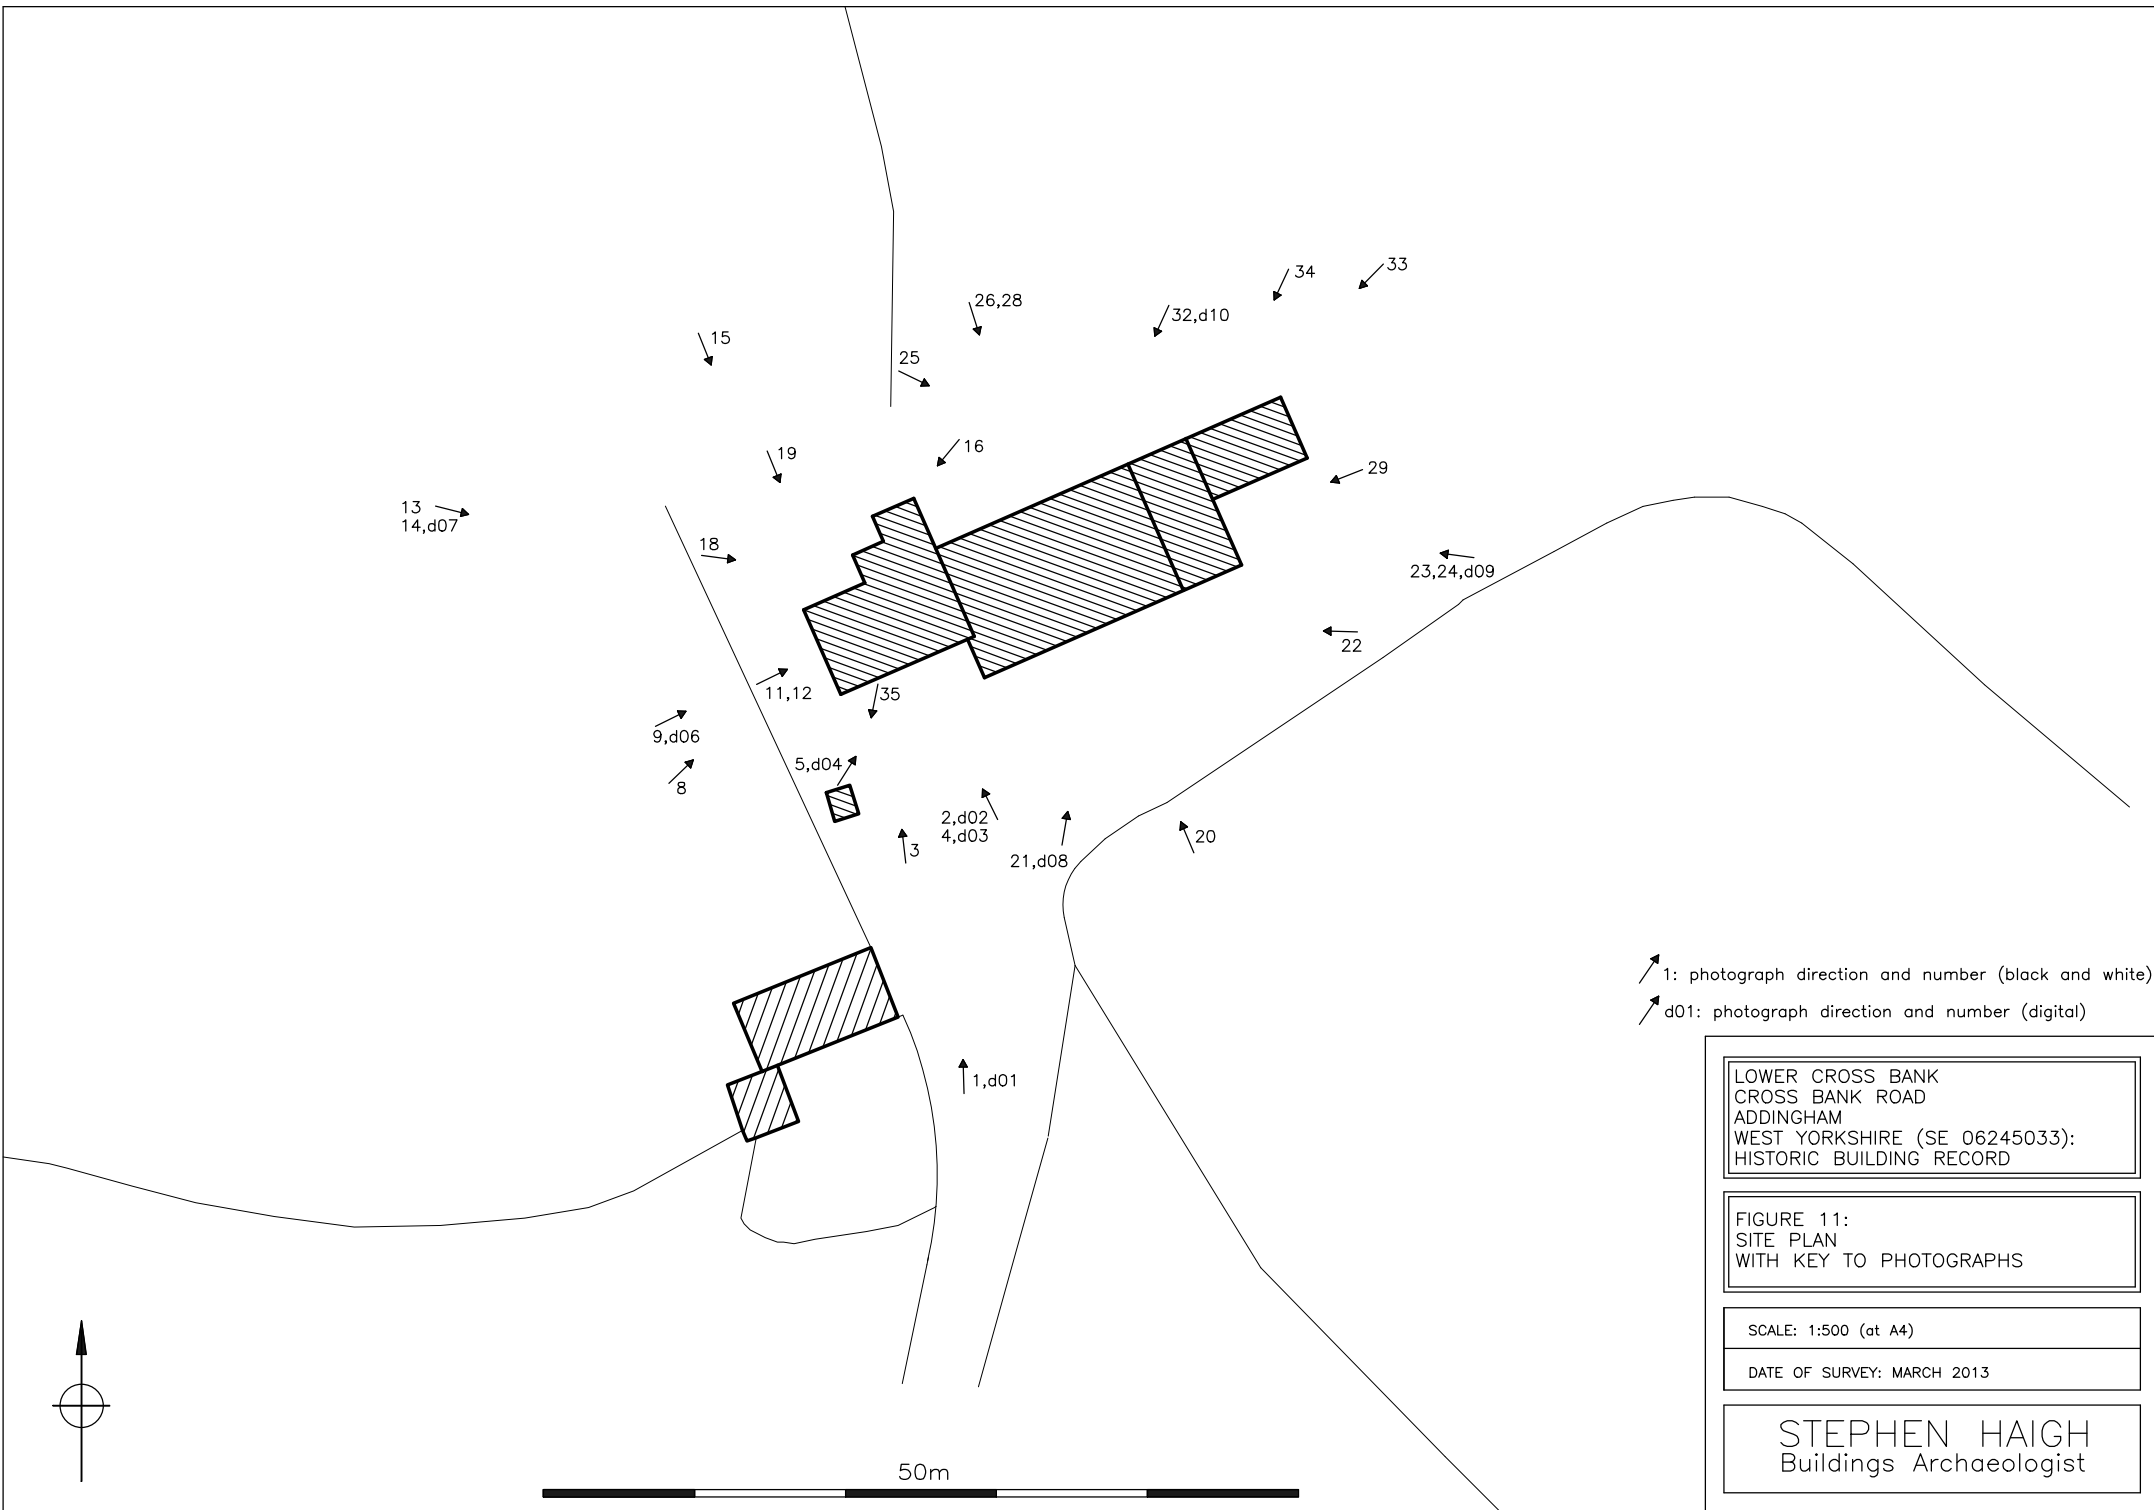 34
33
26,28
32,d10
15
25
16
19
29
13
14,d07
18
23,24,d09
22
11,12
35
9,d06
5,d04
8
2,d02
4,d03
20
3
21,d08
1: photograph direction and number (black and white)
d01: photograph direction and number (digital)
1,d01
LOWER CROSS BANK
CROSS BANK ROAD
ADDINGHAM
WEST YORKSHIRE (SE 06245033):
HISTORIC BUILDING RECORD
FIGURE 11:
SITE PLAN
WITH KEY TO PHOTOGRAPHS
SCALE: 1:500 (at A4)
DATE OF SURVEY: MARCH 2013
STEPHEN HAIGH
Buildings Archaeologist
50m